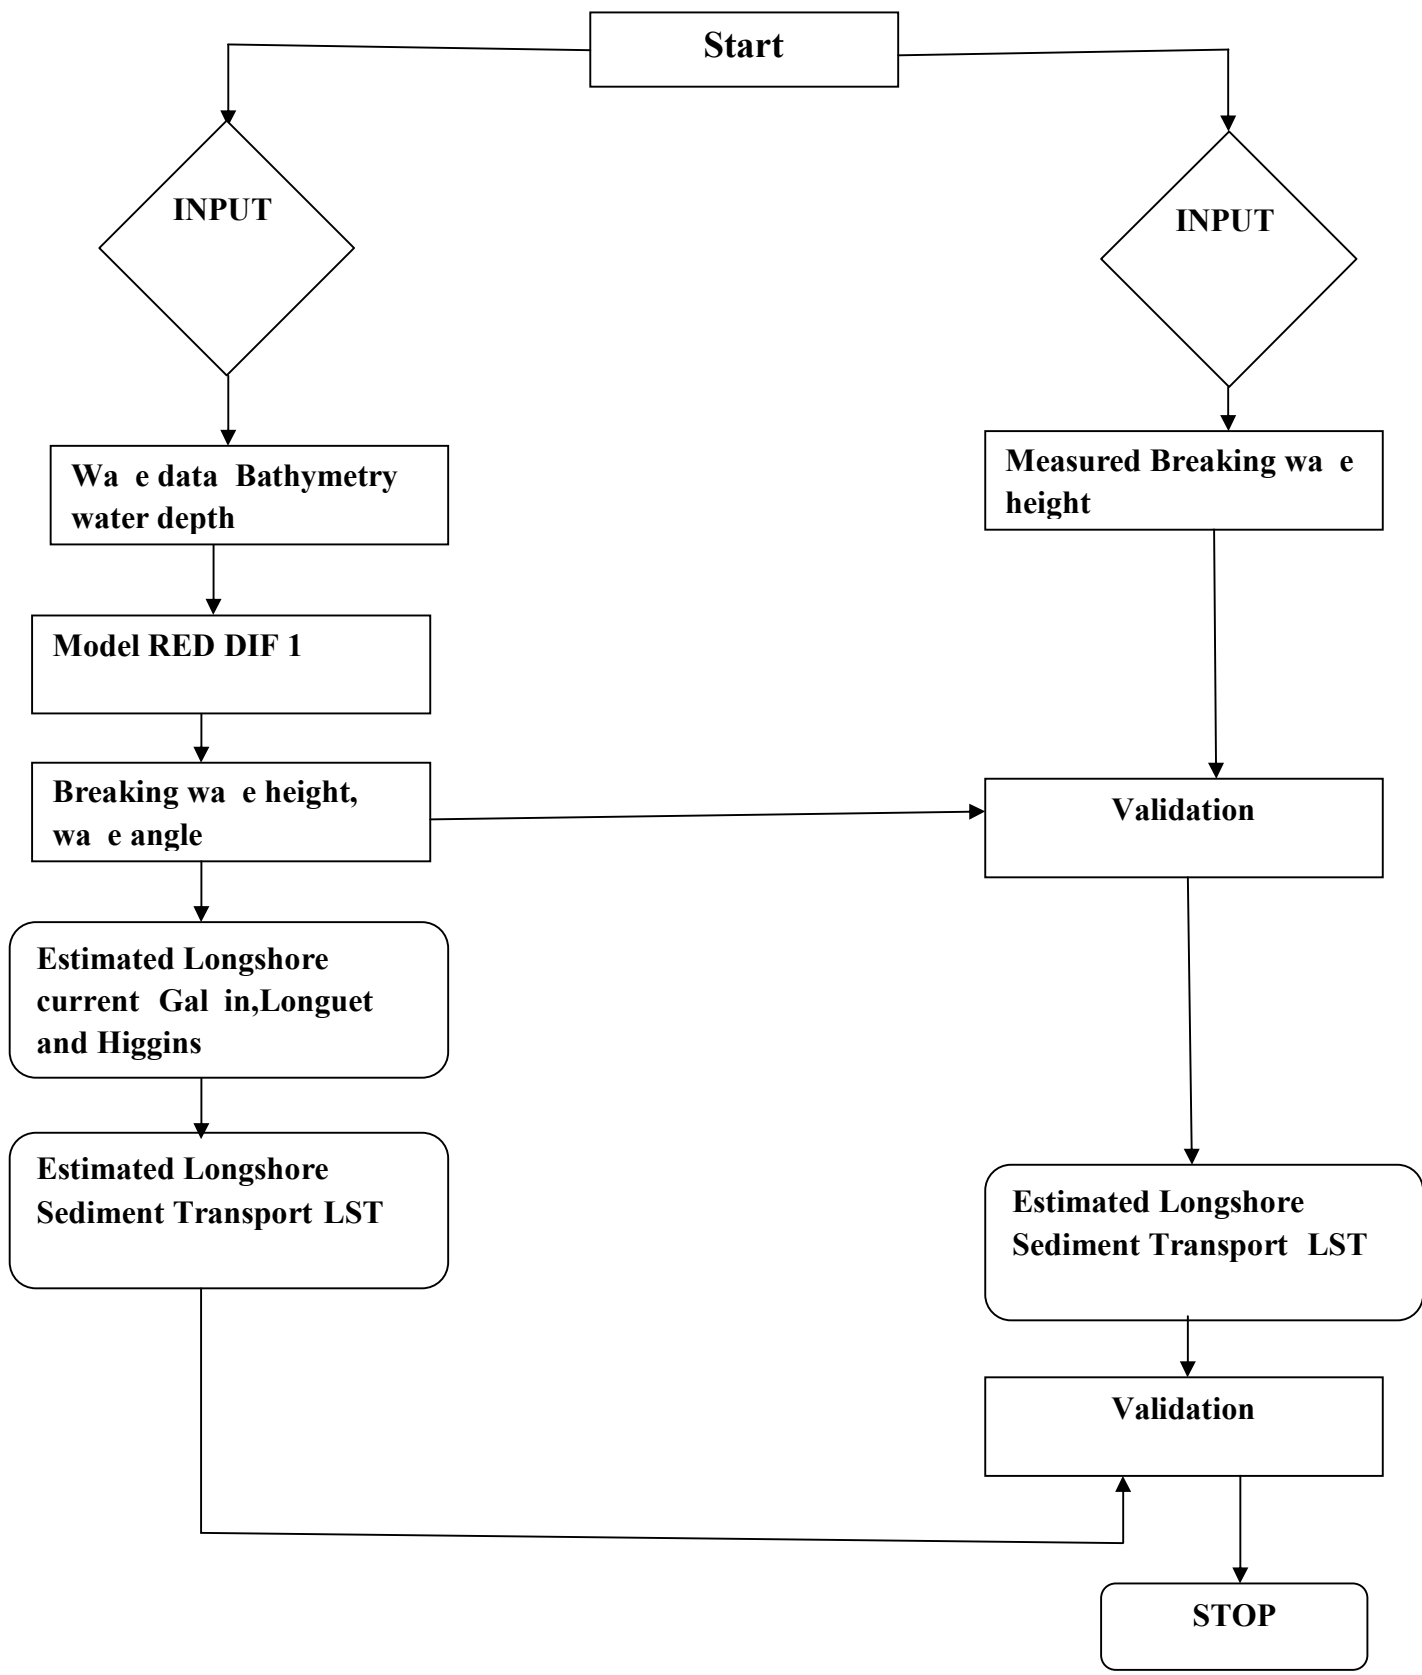 Start
INPUT
INPUT
Wa e data Bathymetry
water depth
Measured Breaking wa e
height
Model RED DIF 1
Breaking wa e height,
wa e angle
Validation
Estimated Longshore
current Gal in,Longuet
and Higgins
Estimated Longshore
Sediment Transport LST
Estimated Longshore
Sediment Transport LST
Validation
STOP